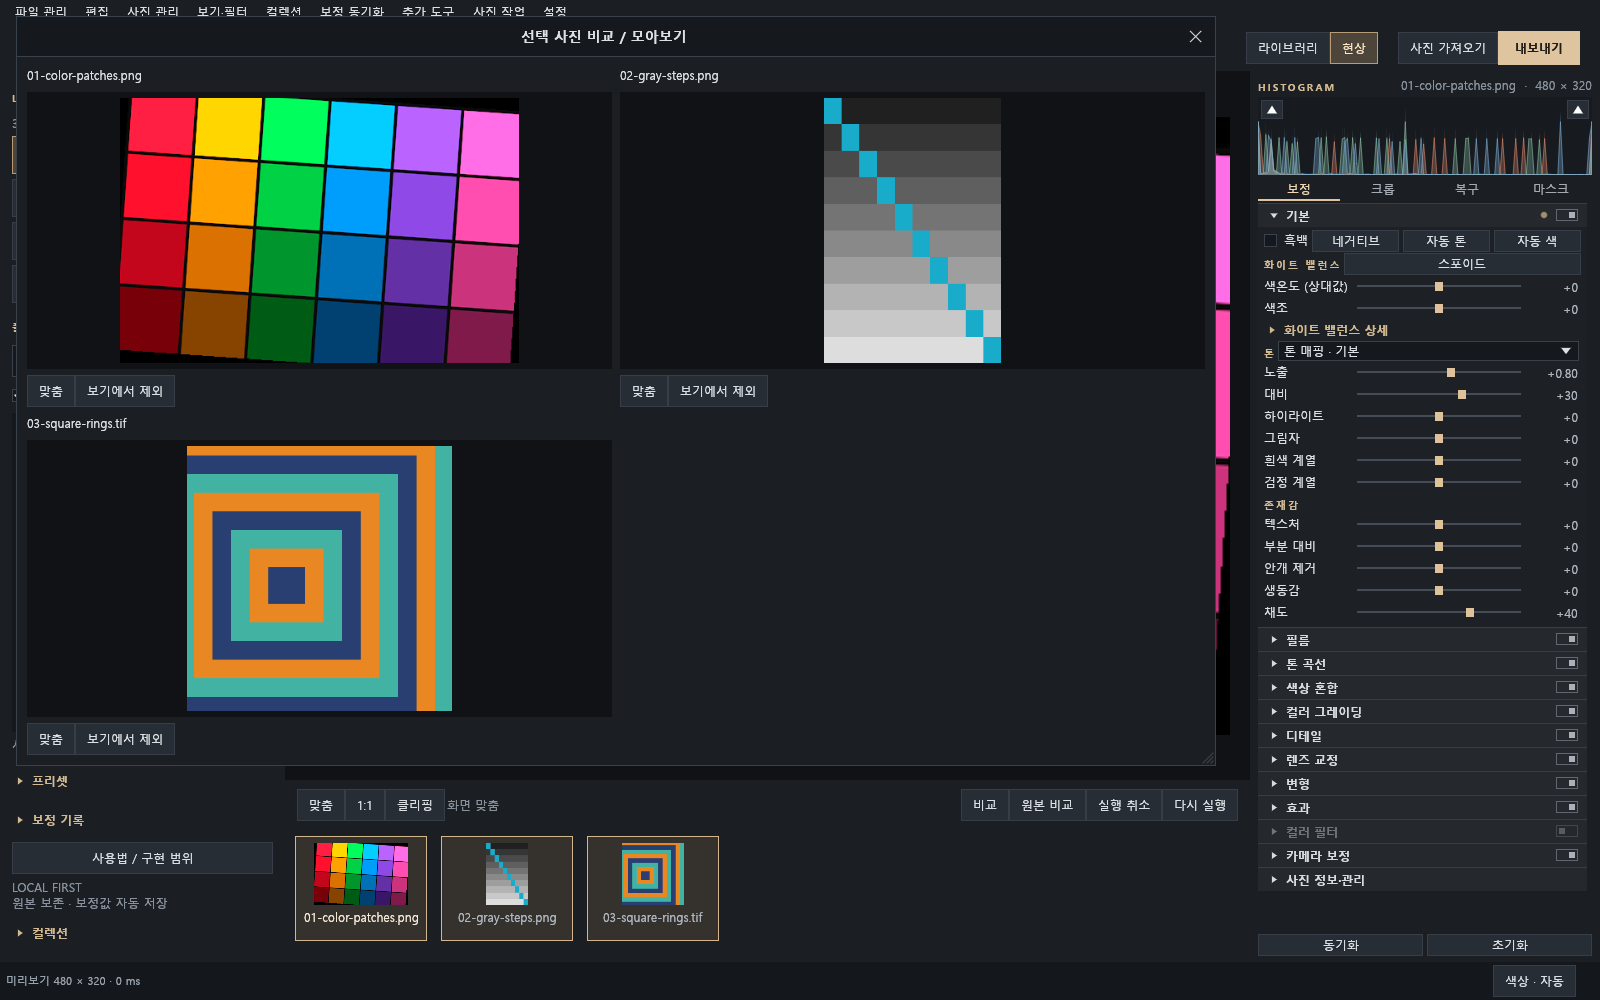 파일 관리 편집 사진 관리 보기·필터 컬렉션 보정 동기화 추가 도구 사진 작업 설정
선택 사진 비교 / 모아보기
라이브러리 현상 사진 가져오기 내보내기
01-color-patches.png
02-gray-steps.png
맞춤 보기에서 제외
맞춤 보기에서 제외
03-square-rings.tif
맞춤 보기에서 제외
HISTOGRAM 01-color-patches.png · 480 × 320
보정 크롭 복구 마스크
기본
흑백 네거티브 자동 톤 자동 색
화이트 밸런스 스포이드
색온도 (상대값) +0
색조 +0
화이트 밸런스 상세
톤 톤 매핑 · 기본
노출 +0.80
대비 +30
하이라이트 +0
그림자 +0
흰색 계열 +0
검정 계열 +0
존재감
텍스처 +0
부분 대비 +0
안개 제거 +0
생동감 +0
채도 +40
필름
톤 곡선
색상 혼합
컬러 그레이딩
디테일
렌즈 교정
변형
효과
컬러 필터
카메라 보정
사진 정보·관리
동기화 초기화
프리셋
보정 기록
사용법 / 구현 범위
LOCAL FIRST
원본 보존 · 보정값 자동 저장
컬렉션
맞춤 1:1 클리핑 화면 맞춤
비교 원본 비교 실행 취소 다시 실행
01-color-patches.png 02-gray-steps.png 03-square-rings.tif
미리보기 480 × 320 · 0 ms
색상 · 자동